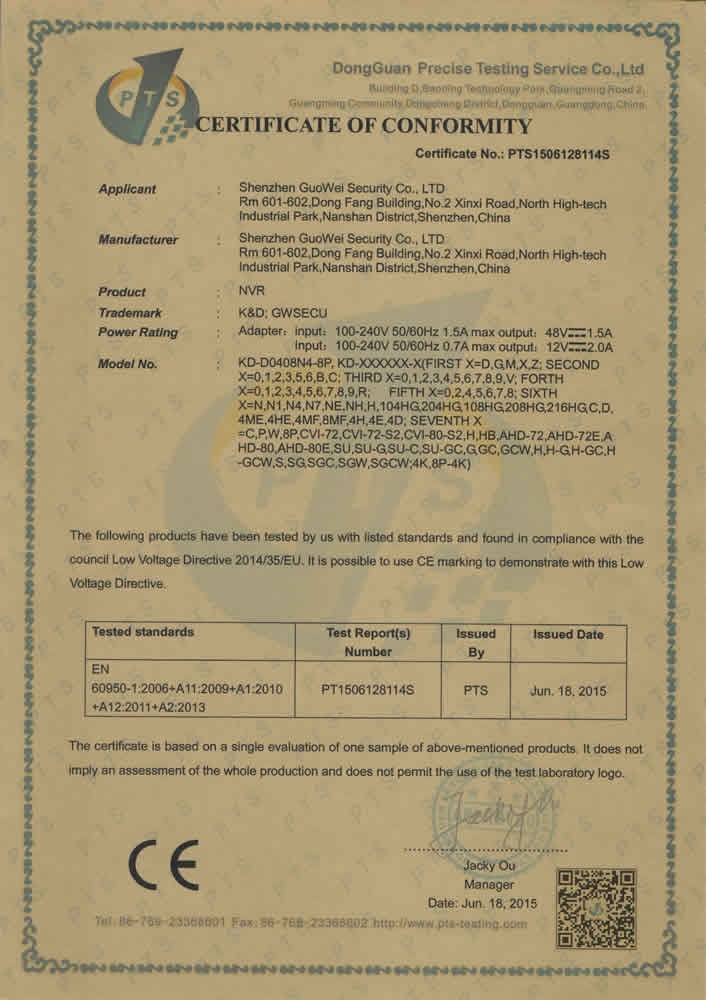 PTS
DongGuan Precise Testing Service Co.,Ltd
Building D,Baoding Technology Park,Guangming Road 2,
Guangming Community,Dongcheng District,Dongguan,Guangdong,China.
CERTIFICATE OF CONFORMITY
Certificate No.: PTS1506128114S
Applicant : Shenzhen GuoWei Security Co., LTD
Rm 601-602,Dong Fang Building,No.2 Xinxi Road,North High-tech
Industrial Park,Nanshan District,Shenzhen,China
Manufacturer : Shenzhen GuoWei Security Co., LTD
Rm 601-602,Dong Fang Building,No.2 Xinxi Road,North High-tech
Industrial Park,Nanshan District,Shenzhen,China
Product : NVR
Trademark : K&D; GWSECU
Power Rating : Adapter: input: 100-240V 50/60Hz 1.5A max output: 48V⎓1.5A
Input: 100-240V 50/60Hz 0.7A max output: 12V⎓2.0A
Model No. : KD-D0408N4-8P, KD-XXXXXX-X(FIRST X=D,G,M,X,Z; SECOND
X=0,1,2,3,5,6,B,C; THIRD X=0,1,2,3,4,5,6,7,8,9,V; FORTH
X=0,1,2,3,4,5,6,7,8,9,R; FIFTH X=0,2,4,5,6,7,8; SIXTH
X=N,N1,N4,N7,NE,NH,H,104HG,204HG,108HG,208HG,216HG,C,D,
4ME,4HE,4MF,8MF,4H,4E,4D; SEVENTH X
=C,P,W,8P,CVI-72,CVI-72-S2,CVI-80-S2,H,HB,AHD-72,AHD-72E,A
HD-80,AHD-80E,SU,SU-G,SU-C,SU-GC,G,GC,GCW,H,H-G,H-GC,H
-GCW,S,SG,SGC,SGW,SGCW;4K,8P-4K)
The following products have been tested by us with listed standards and found in compliance with the
council Low Voltage Directive 2014/35/EU. It is possible to use CE marking to demonstrate with this Low
Voltage Directive.
Tested standards Test Report(s) Issued Issued Date
Number By
EN
60950-1:2006+A11:2009+A1:2010 PT1506128114S PTS Jun. 18, 2015
+A12:2011+A2:2013
The certificate is based on a single evaluation of one sample of above-mentioned products. It does not
imply an assessment of the whole production and does not permit the use of the test laboratory logo.
CE
Jacky Ou
Manager
Date: Jun. 18, 2015
Tel:86-769-23368601 Fax:86-769-23368602 http://www.pts-testing.com